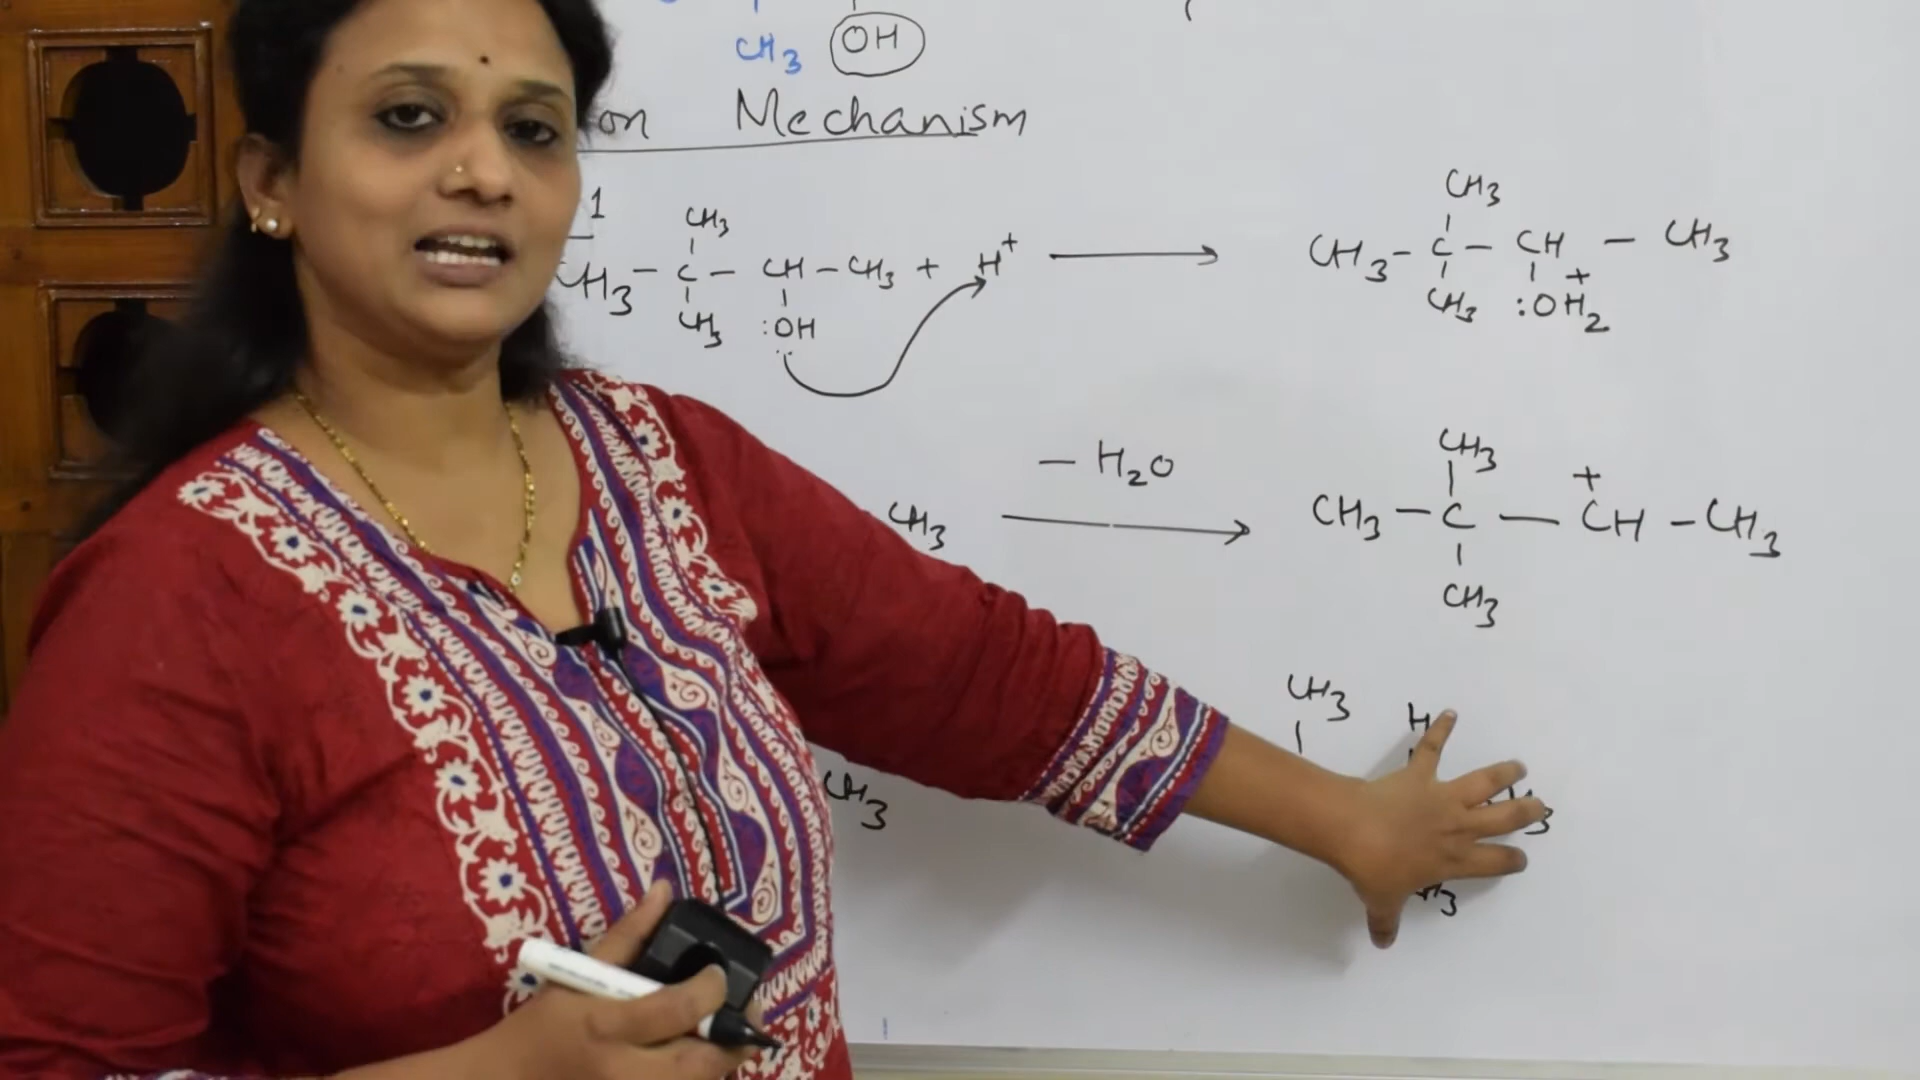 CH3 OH
on Mechanism
1
CH3 CH3
CH3 - C - CH - CH3 + H+ ⟶ CH3 - C - CH - CH3
CH3 :OH CH3 :OH2 +
- H2O CH3 +
CH3 ⟶ CH3 - C - CH - CH3
CH3
CH3 H
CH3